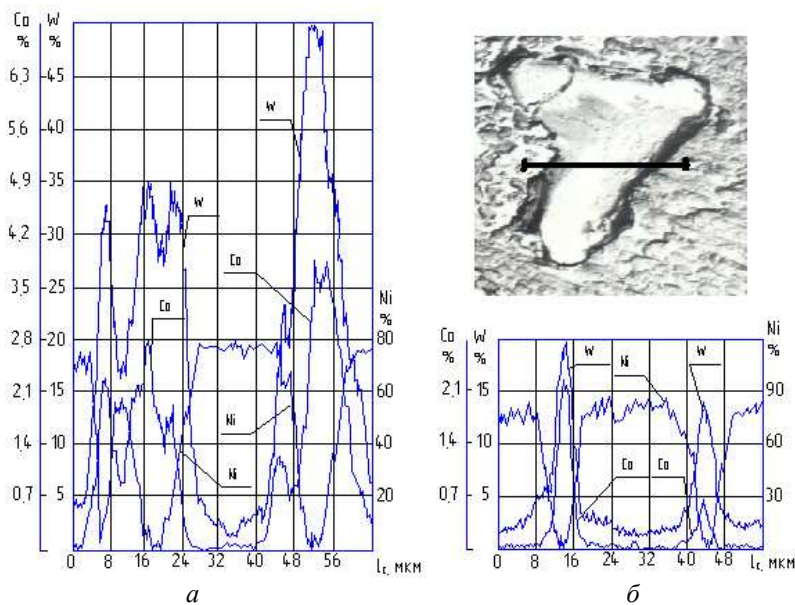 Co W
% %
6,3 45
5,6 40
4,9 35
4,2 30
3,5 25
2,8 20
2,1 15
1,4 10
0,7 5
Ni
%
80
60
40
20
W
W
Co
Co
Ni
Ni
0 8 16 24 32 40 48 56 l, мкм
а
Co W
% %
2,1 15
1,4 10
0,7 5
Ni
%
90
60
30
W Ni W
Co Co
0 8 16 24 32 40 48 l, мкм
б